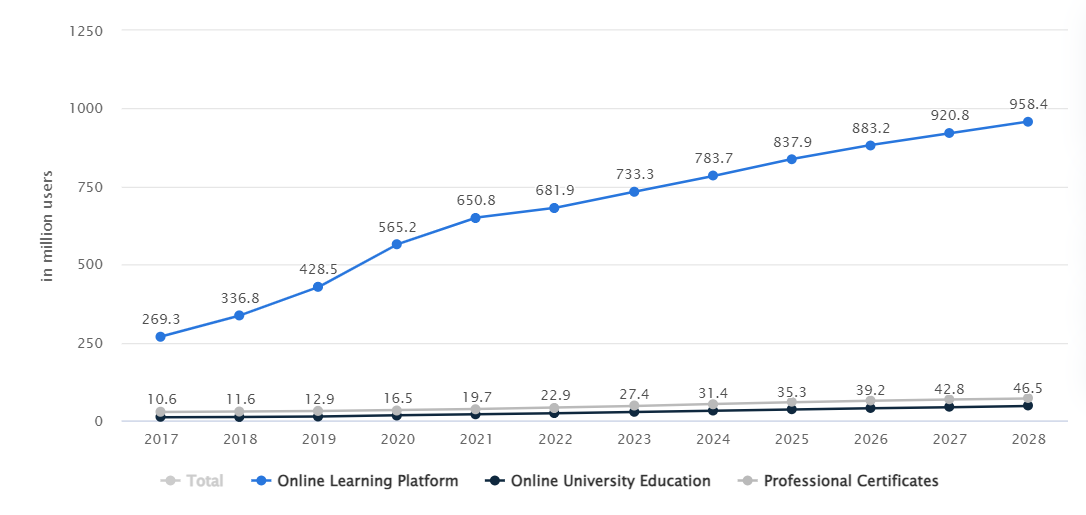 1250
1000
750
500
250
0
in million users
269.3 336.8 428.5 565.2 650.8 681.9 733.3 783.7 837.9 883.2 920.8 958.4
10.6 11.6 12.9 16.5 19.7 22.9 27.4 31.4 35.3 39.2 42.8 46.5
2017 2018 2019 2020 2021 2022 2023 2024 2025 2026 2027 2028
Total Online Learning Platform Online University Education Professional Certificates